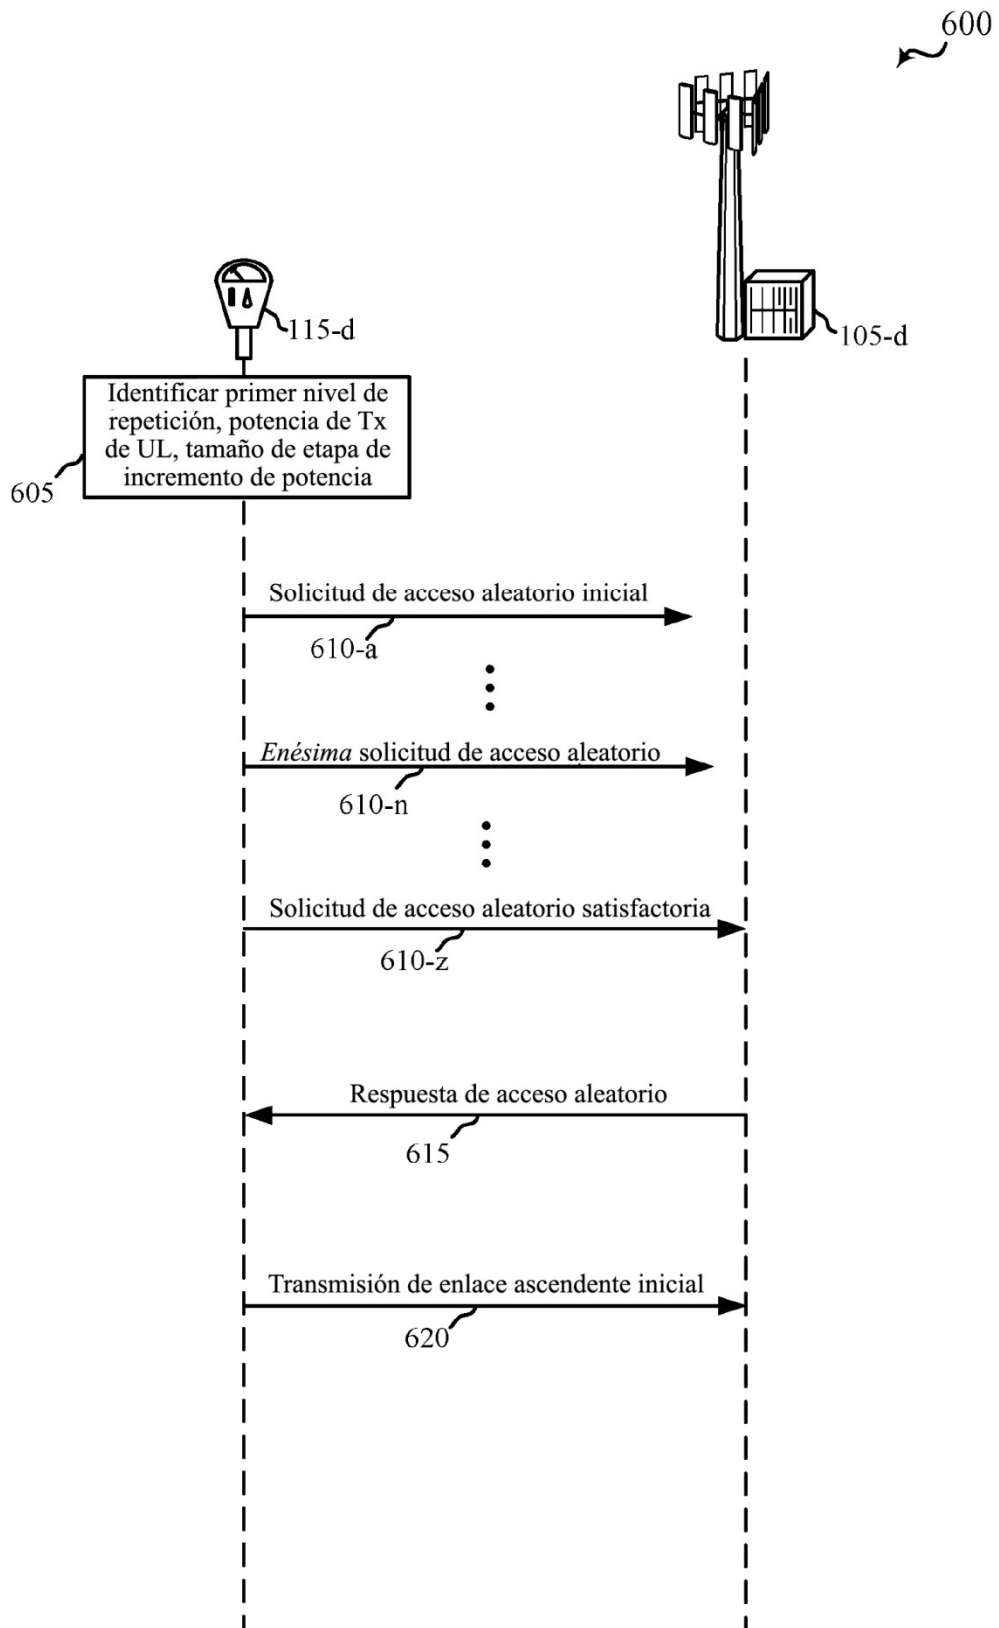 600
115-d
105-d
Identificar primer nivel de
repetición, potencia de Tx
de UL, tamaño de etapa de
incremento de potencia
605
Solicitud de acceso aleatorio inicial
610-a
Enésima solicitud de acceso aleatorio
610-n
Solicitud de acceso aleatorio satisfactoria
610-z
Respuesta de acceso aleatorio
615
Transmisión de enlace ascendente inicial
620